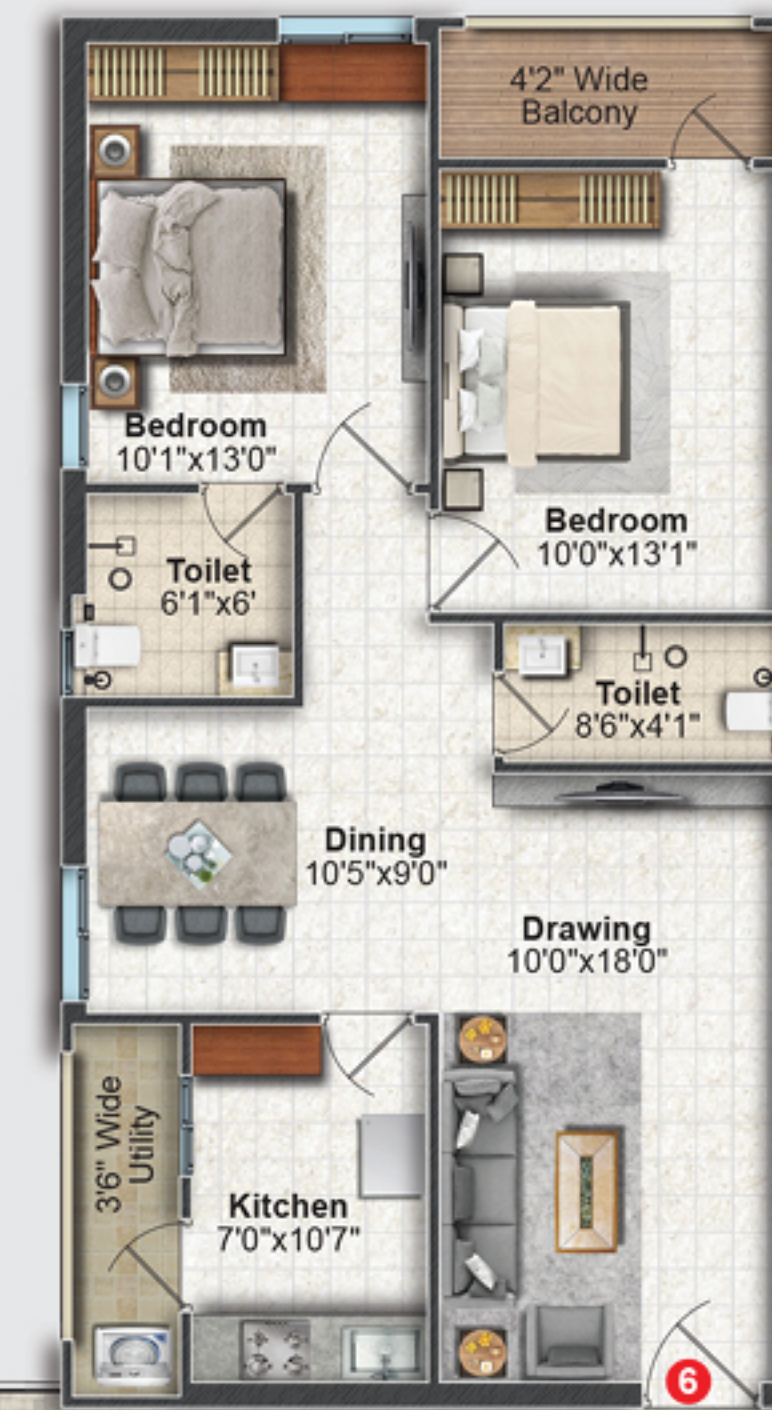 4'2" Wide
Balcony
Bedroom
10'1"x13'0"
Bedroom
10'0"x13'1"
Toilet
6'1"x6'
Toilet
8'6"x4'1"
Dining
10'5"x9'0"
Drawing
10'0"x18'0"
3'6" Wide
Utility
Kitchen
7'0"x10'7"
6